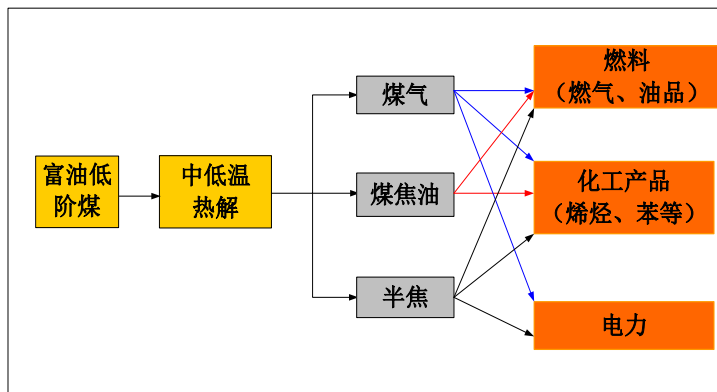 富油低
阶煤
中低温
热解
煤气
煤焦油
半焦
燃料
（燃气、油品）
化工产品
（烯烃、苯等）
电力